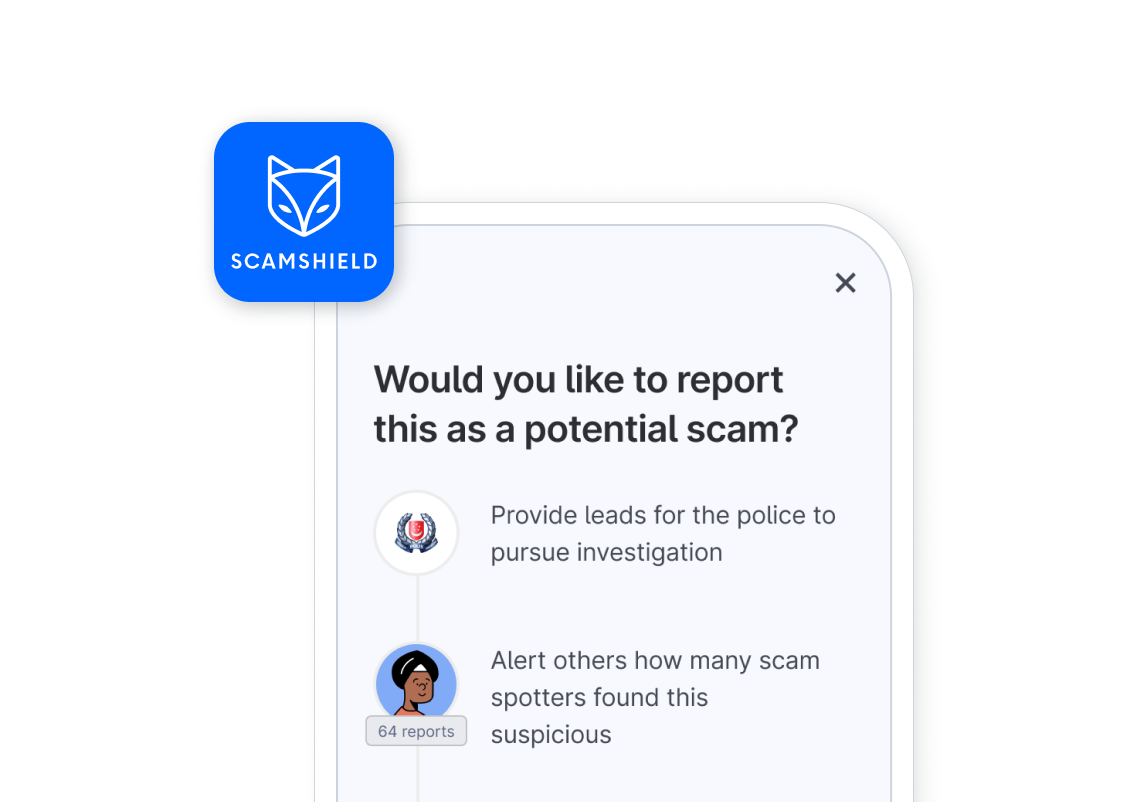 SCAMSHIELD
Would you like to report
this as a potential scam?
Provide leads for the police to
pursue investigation
Alert others how many scam
spotters found this
suspicious
64 reports